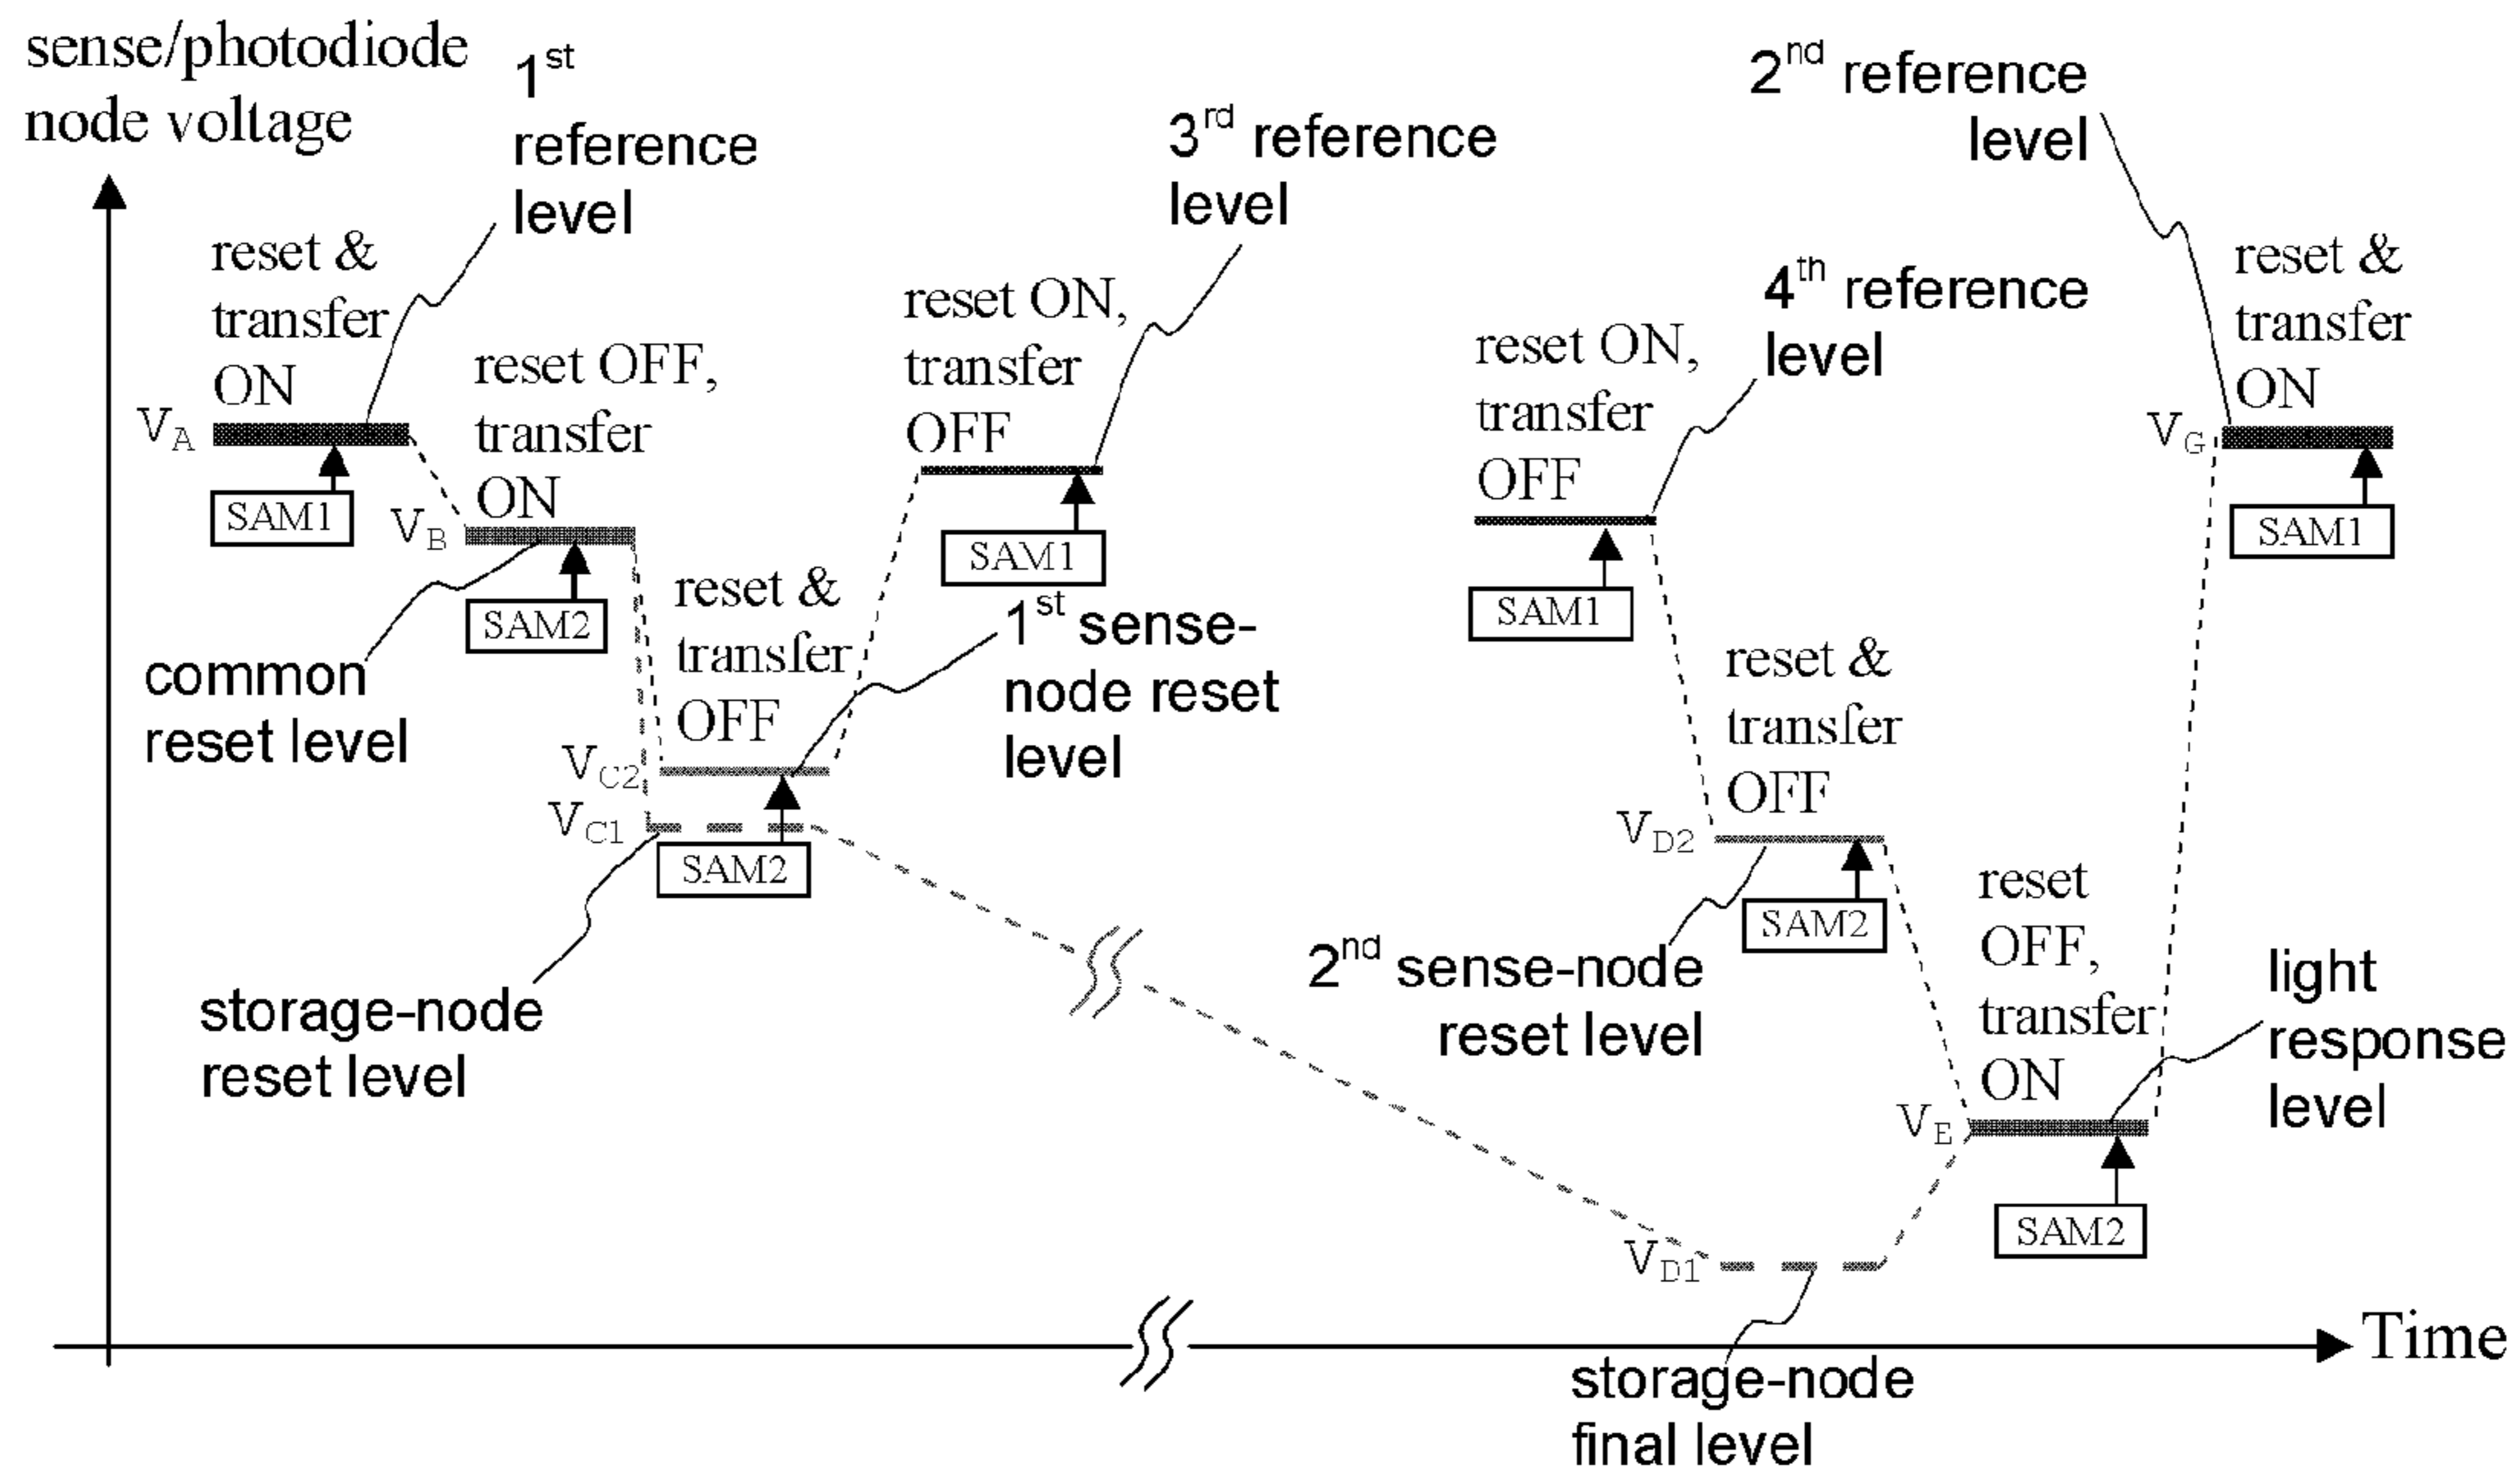 sense/photodiode
node voltage
1st
reference
level
3rd reference
level
2nd reference
level
reset &
transfer
ON
VA
SAM1
reset OFF,
transfer
ON
VB
SAM2
common
reset level
reset &
transfer
OFF
VC2
VC1
SAM2
storage-node
reset level
reset ON,
transfer
OFF
SAM1
1st sense-
node reset
level
4th reference
level
reset ON,
transfer
OFF
SAM1
reset &
transfer
OFF
VD2
SAM2
2nd sense-node
reset level
reset
OFF,
transfer
ON
VE
SAM2
light
response
level
reset &
transfer
ON
VG
SAM1
VD1
storage-node
final level
Time